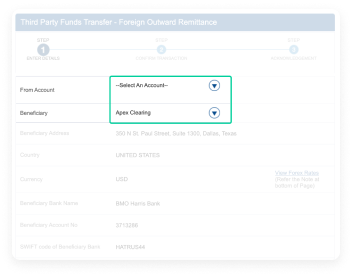 Third Party Funds Transfer - Foreign Outward Remittance
STEP
1
ENTER DETAILS
STEP
2
STEP
3
From Account
--Select An Account--
Beneficiary
Apex Clearing
Beneficiary Address
350 N St. Paul Street, Suite 1300, Dallas, Texas
Country
UNITED STATES
Currency
USD
View Forex Rates
(Refer the Note at
bottom of Page)
Beneficiary Bank Name
BMO Harris Bank
Beneficiary Account No
3713286
SWIFT code of Beneficiary Bank
HATRUS44